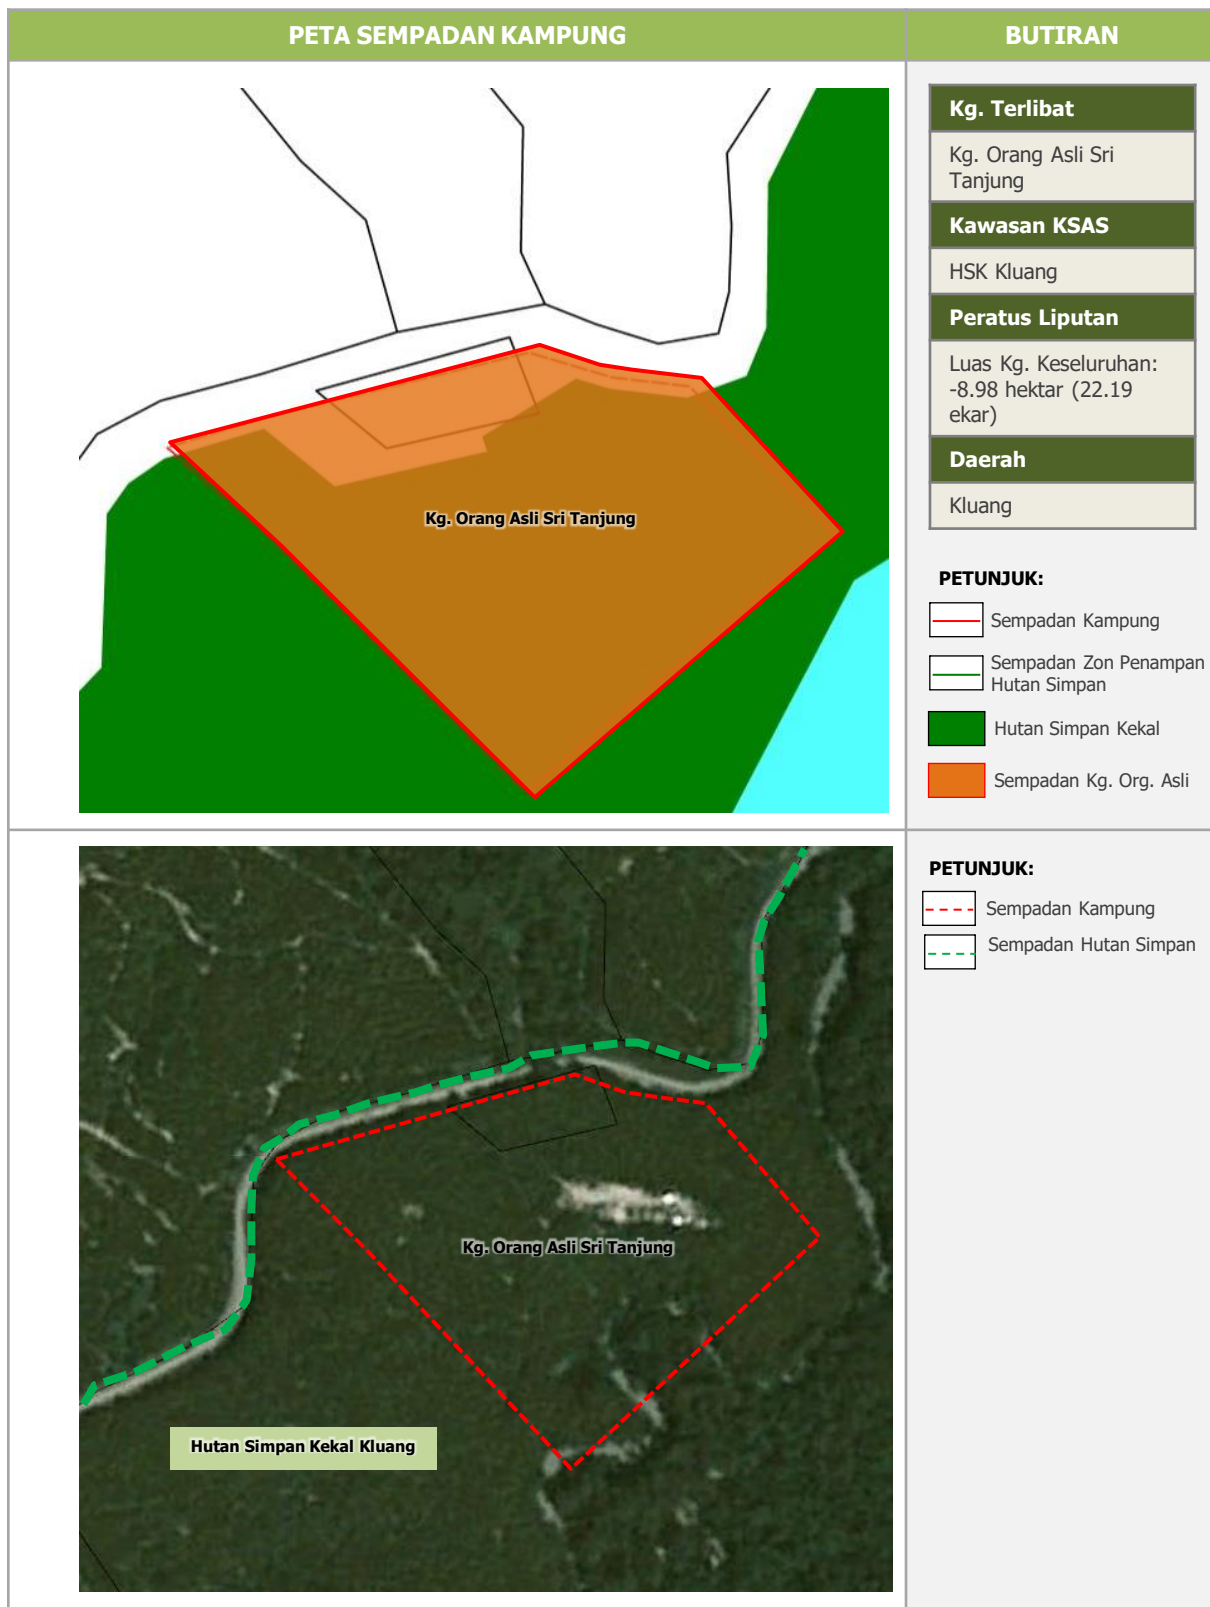 PETA SEMPADAN KAMPUNG
BUTIRAN
Kg. Orang Asli Sri Tanjung
Kg. Terlibat
Kg. Orang Asli Sri
Tanjung
Kawasan KSAS
HSK Kluang
Peratus Liputan
Luas Kg. Keseluruhan:
-8.98 hektar (22.19
ekar)
Daerah
Kluang
PETUNJUK:
Sempadan Kampung
Sempadan Zon Penampan
Hutan Simpan
Hutan Simpan Kekal
Sempadan Kg. Org. Asli
Kg. Orang Asli Sri Tanjung
Hutan Simpan Kekal Kluang
PETUNJUK:
Sempadan Kampung
Sempadan Hutan Simpan